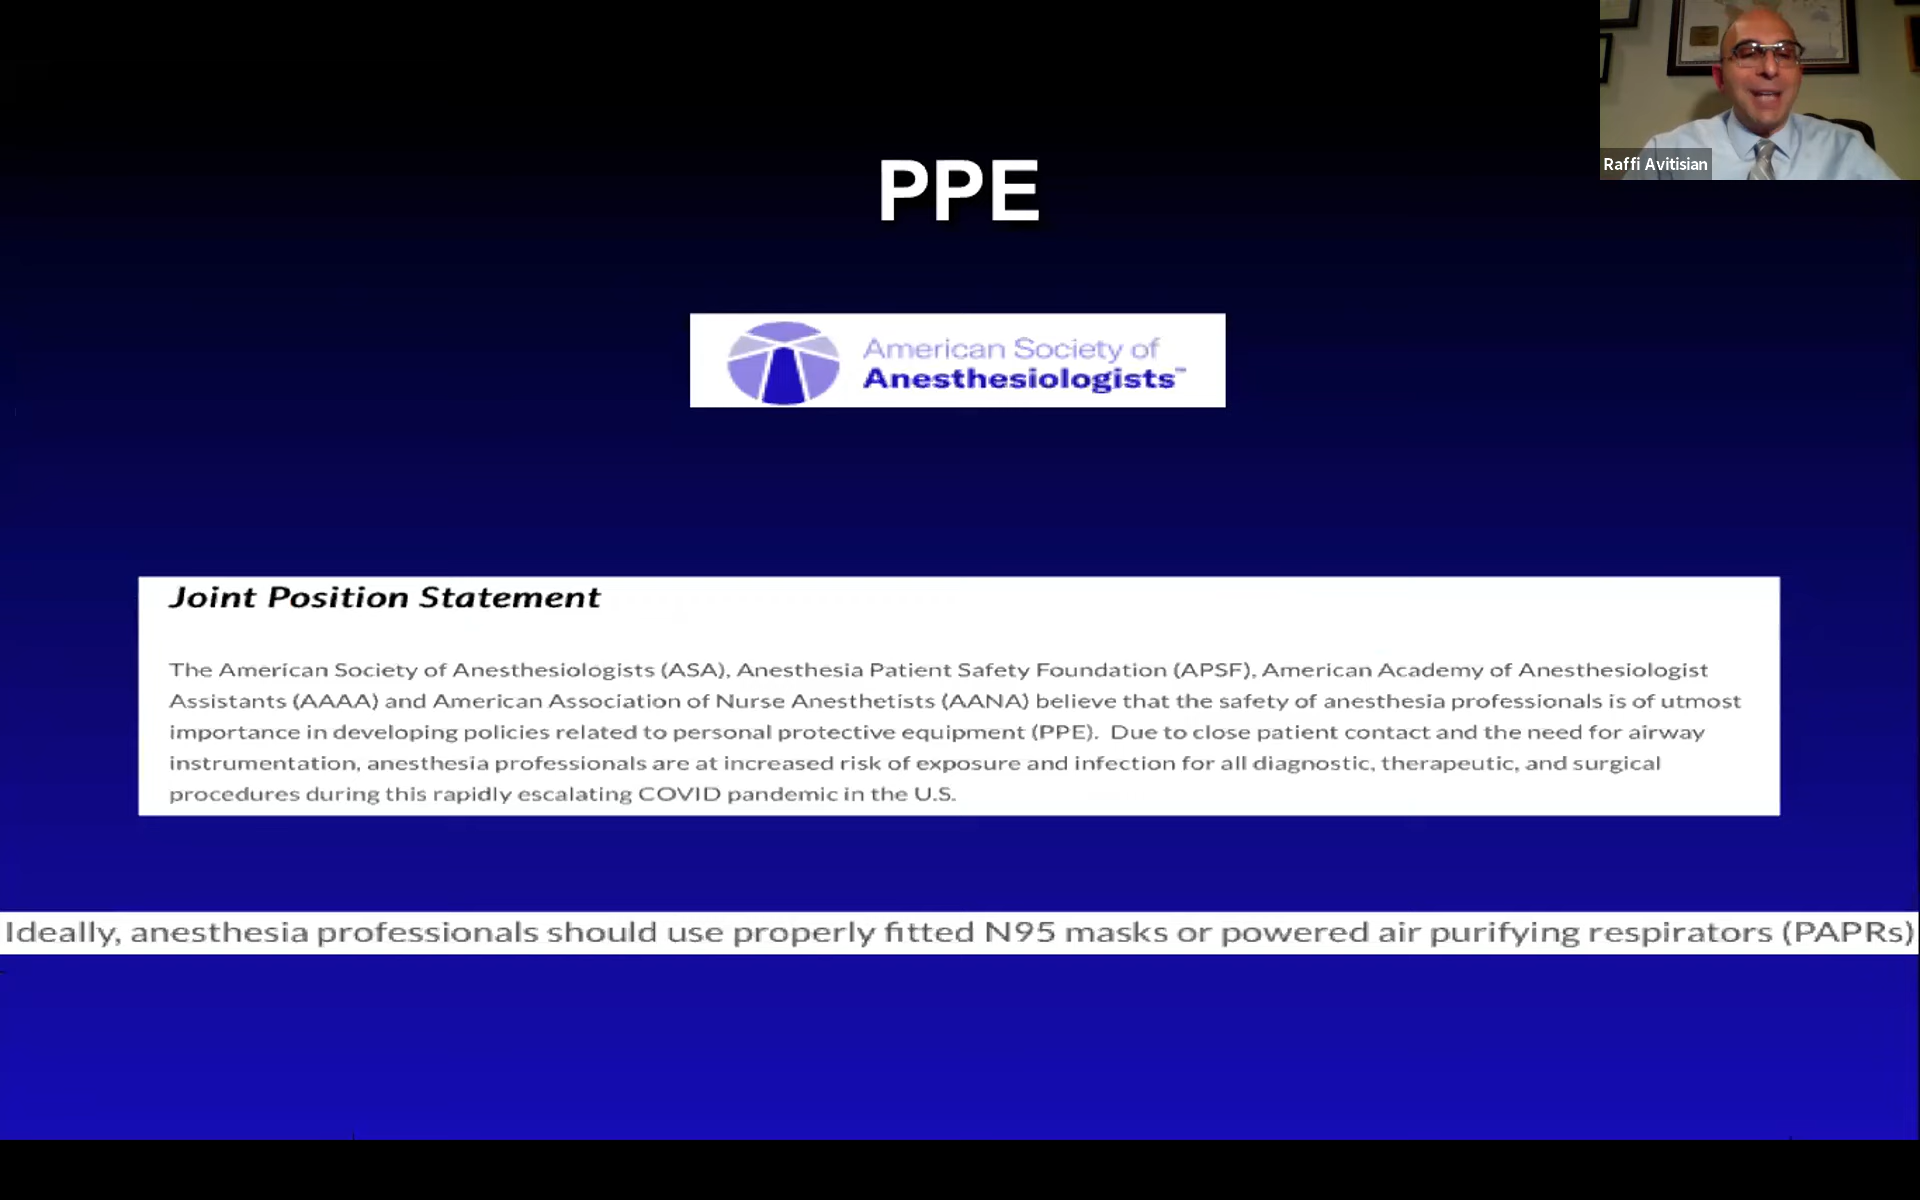 Raffi Avitisian
PPE
American Society of
Anesthesiologists™
Joint Position Statement
The American Society of Anesthesiologists (ASA), Anesthesia Patient Safety Foundation (APSF), American Academy of Anesthesiologist
Assistants (AAAA) and American Association of Nurse Anesthetists (AANA) believe that the safety of anesthesia professionals is of utmost
importance in developing policies related to personal protective equipment (PPE).  Due to close patient contact and the need for airway
instrumentation, anesthesia professionals are at increased risk of exposure and infection for all diagnostic, therapeutic, and surgical
procedures during this rapidly escalating COVID pandemic in the U.S.
Ideally, anesthesia professionals should use properly fitted N95 masks or powered air purifying respirators (PAPRs)